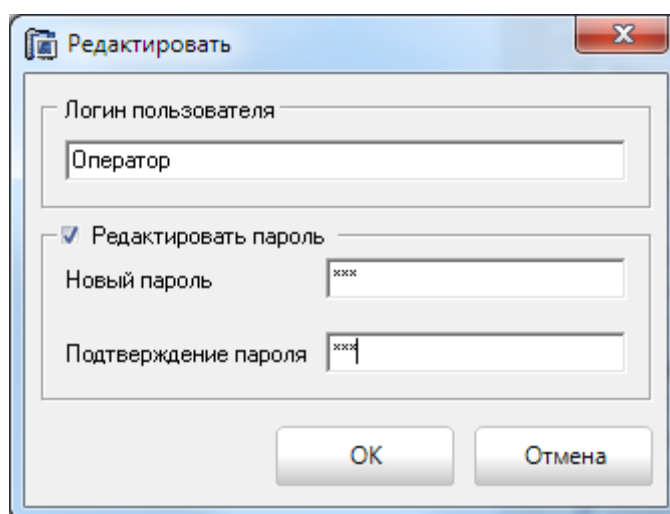 Редактировать
Логин пользователя
Оператор
Редактировать пароль
Новый пароль ***
Подтверждение пароля ***
OK Отмена